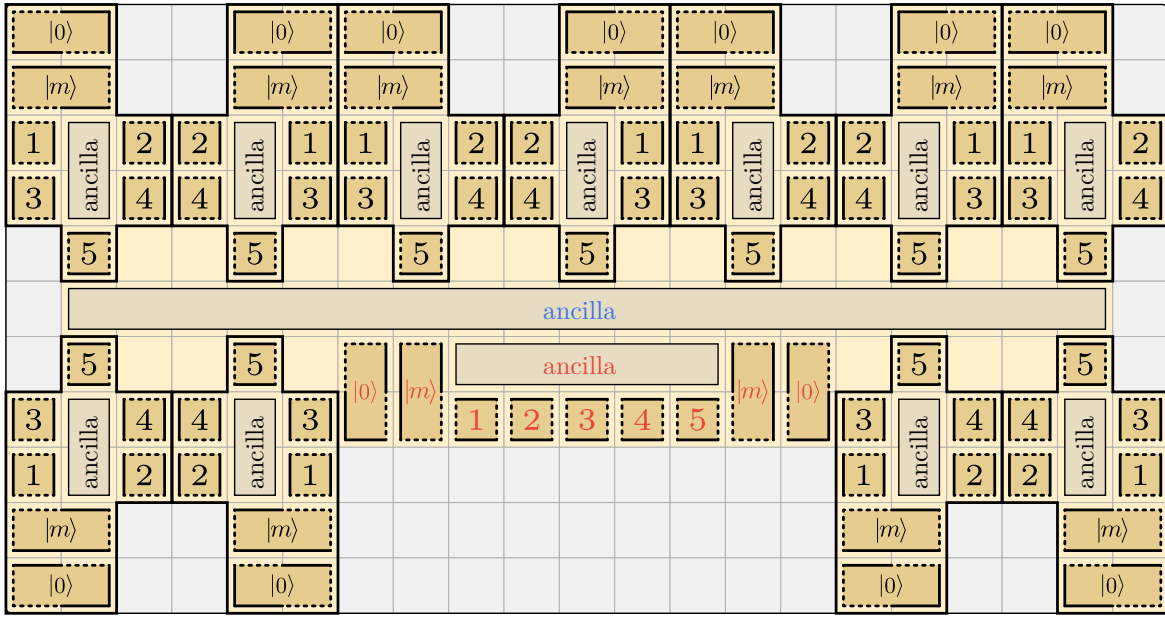 |0⟩ |0⟩ |0⟩ |0⟩ |0⟩ |0⟩ |0⟩
|m⟩ |m⟩ |m⟩ |m⟩ |m⟩ |m⟩ |m⟩
1 ancilla 2 2 ancilla 1 1 ancilla 2 2 ancilla 1 1 ancilla 2 2 ancilla 1 1 ancilla 2
3 4 4 3 3 4 4 3 3 4 4 3 3 4
5 5 5 5 5 5 5
ancilla
5 5 |0⟩ |m⟩ ancilla |m⟩ |0⟩ 5 5
3 ancilla 4 4 ancilla 3 1 2 3 4 5 3 ancilla 4 4 ancilla 3
1 2 2 1 1 2 2 1
|m⟩ |m⟩ |m⟩ |m⟩
|0⟩ |0⟩ |0⟩ |0⟩